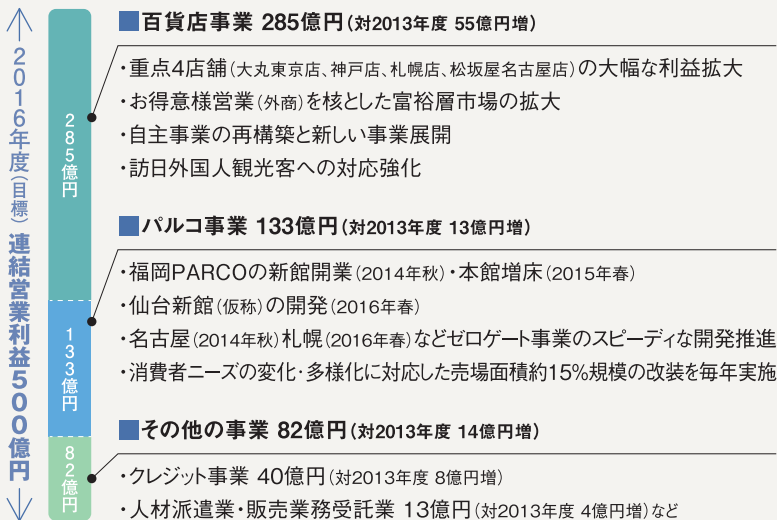 2016年度（目標）連結営業利益500億円
285億円
133億円
82億円
■百貨店事業 285億円（対2013年度 55億円増）
・重点4店舗（大丸東京店、神戸店、札幌店、松坂屋名古屋店）の大幅な利益拡大
・お得意様営業（外商）を核とした富裕層市場の拡大
・自主事業の再構築と新しい事業展開
・訪日外国人観光客への対応強化
■パルコ事業 133億円（対2013年度 13億円増）
・福岡PARCOの新館開業（2014年秋）・本館増床（2015年春）
・仙台新館（仮称）の開発（2016年春）
・名古屋（2014年秋）札幌（2016年春）などゼロゲート事業のスピーディな開発推進
・消費者ニーズの変化・多様化に対応した売場面積約15%規模の改装を毎年実施
■その他の事業 82億円（対2013年度 14億円増）
・クレジット事業 40億円（対2013年度 8億円増）
・人材派遣業・販売業務受託業 13億円（対2013年度 4億円増）など